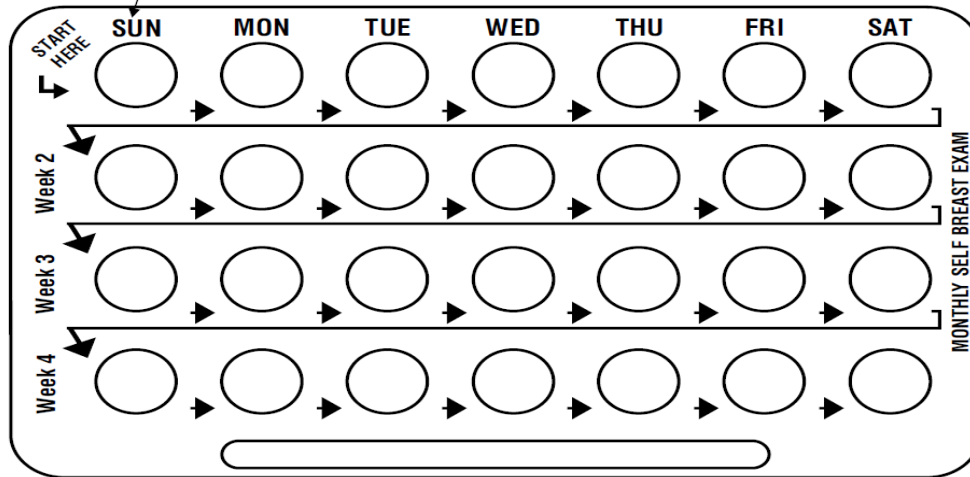 START
HERE
SUN MON TUE WED THU FRI SAT
Week 2
Week 3
Week 4
MONTHLY SELF BREAST EXAM